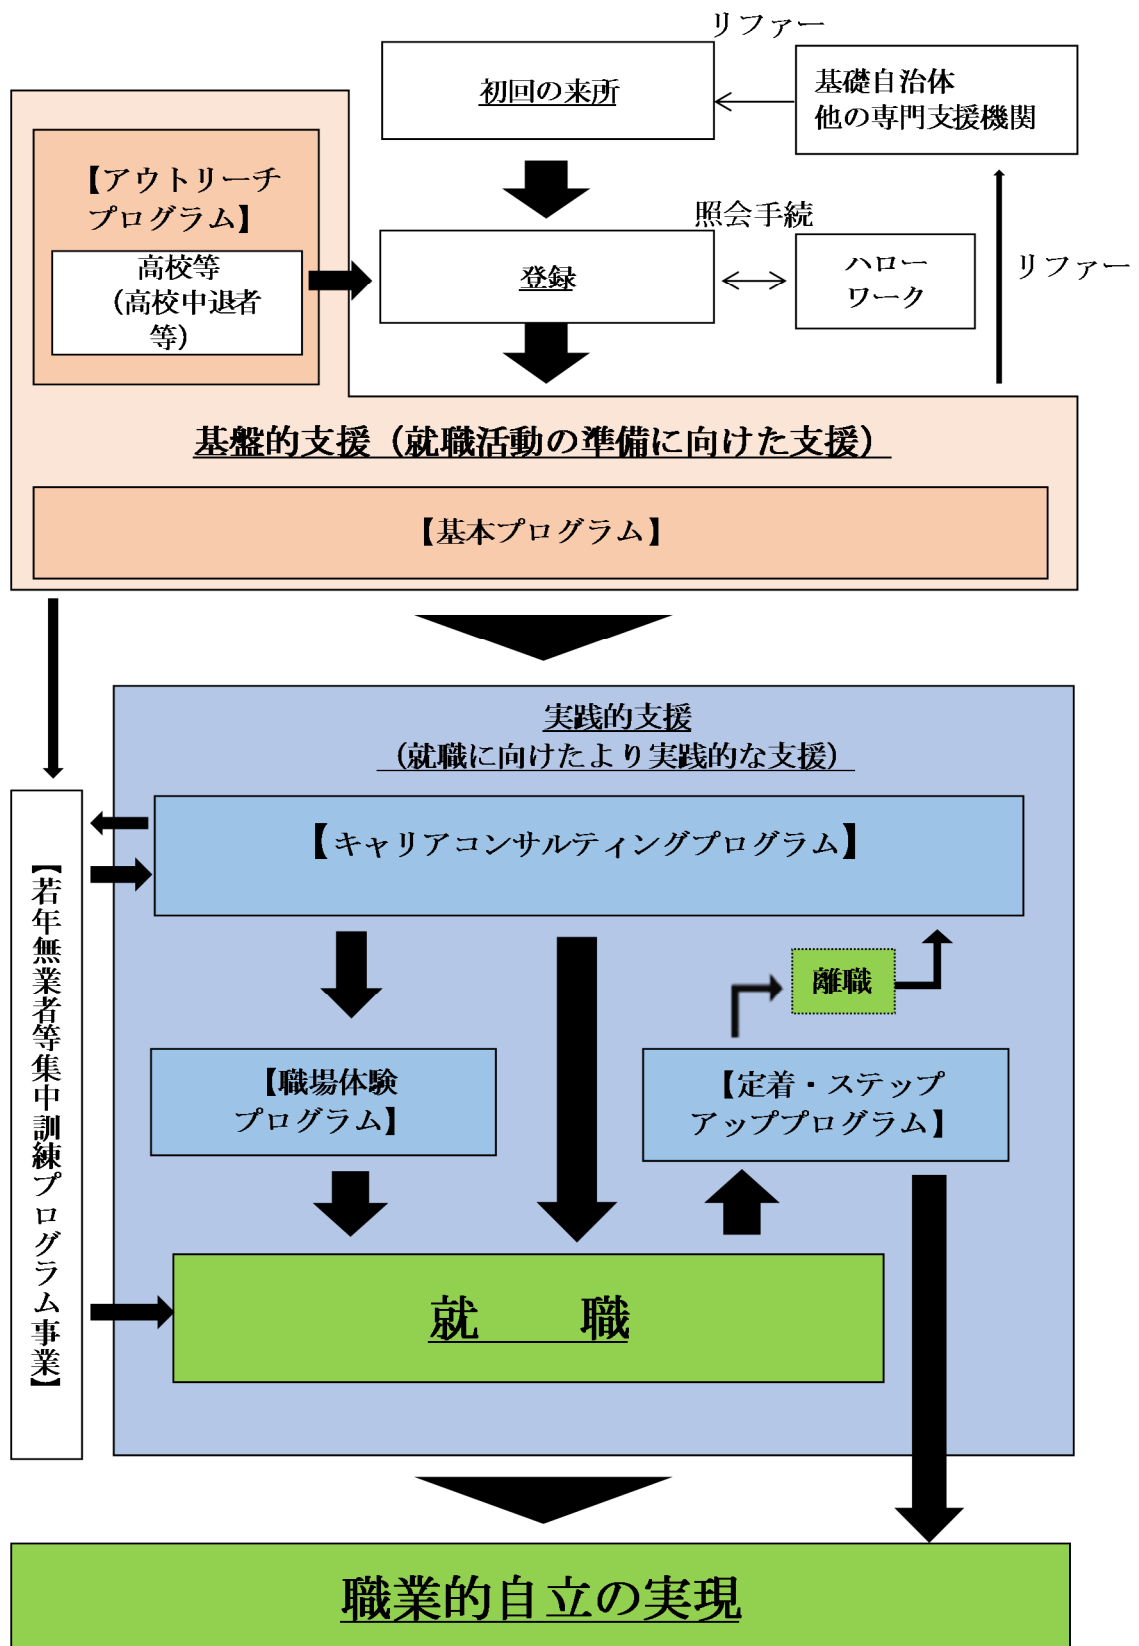 リファー
初回の来所
基礎自治体
他の専門支援機関
【アウトリーチ
プログラム】
高校等
（高校中退者
等）
照会手続
登録
ハロー
ワーク
リファー
基盤的支援（就職活動の準備に向けた支援）
【基本プログラム】
実践的支援
（就職に向けたより実践的な支援）
【キャリアコンサルティングプログラム】
【若年無業者等集中訓練プログラム事業】
離職
【職場体験
プログラム】
【定着・ステップ
アッププログラム】
就　職
職業的自立の実現